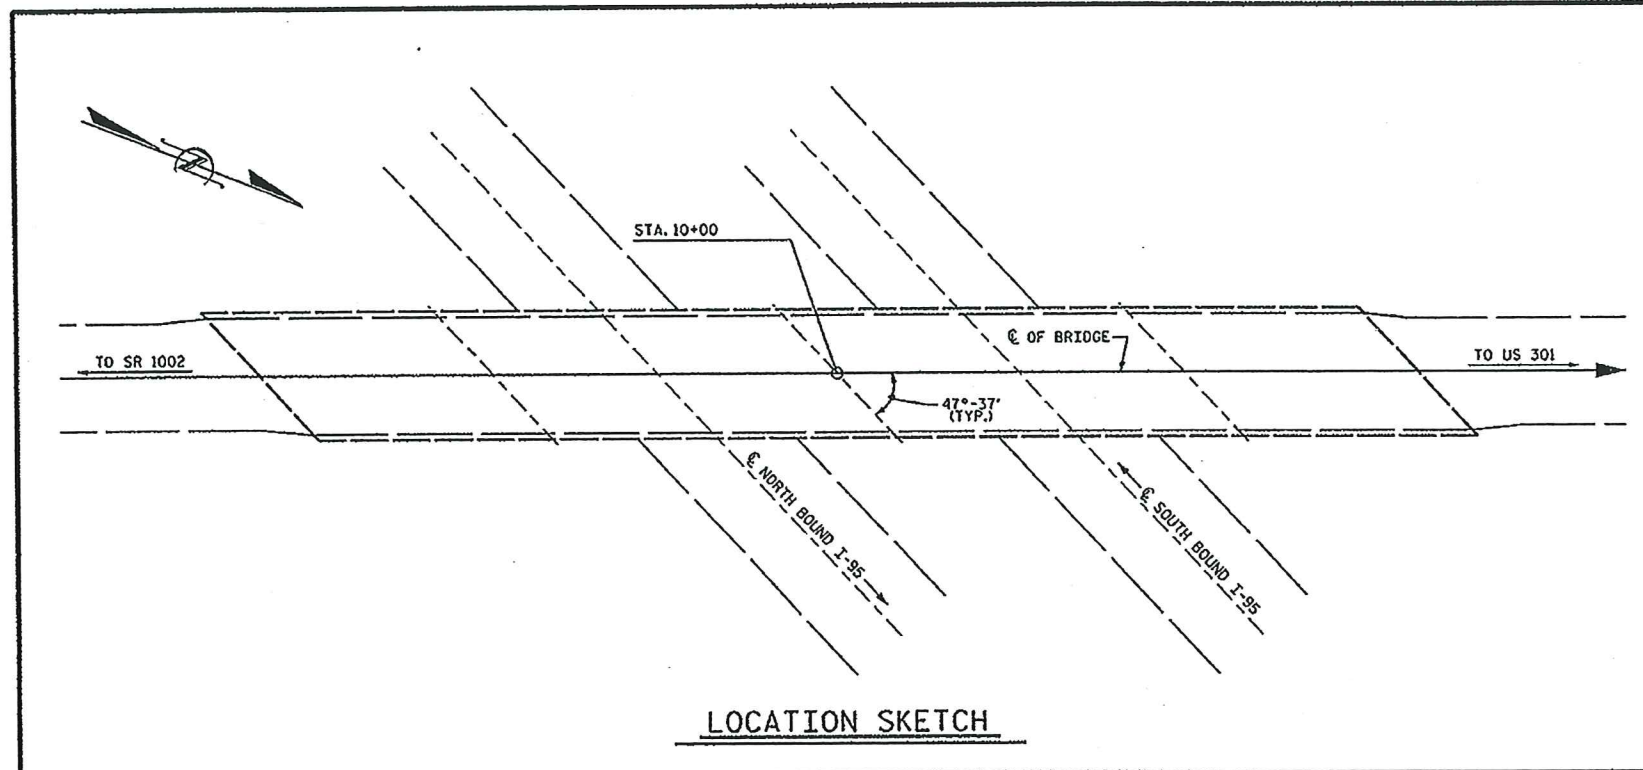 STA. 10+00
℄ OF BRIDGE
TO SR 1002
TO US 301
47°-37'
(TYP.)
℄ NORTH BOUND I-95
℄ SOUTH BOUND I-95
LOCATION SKETCH